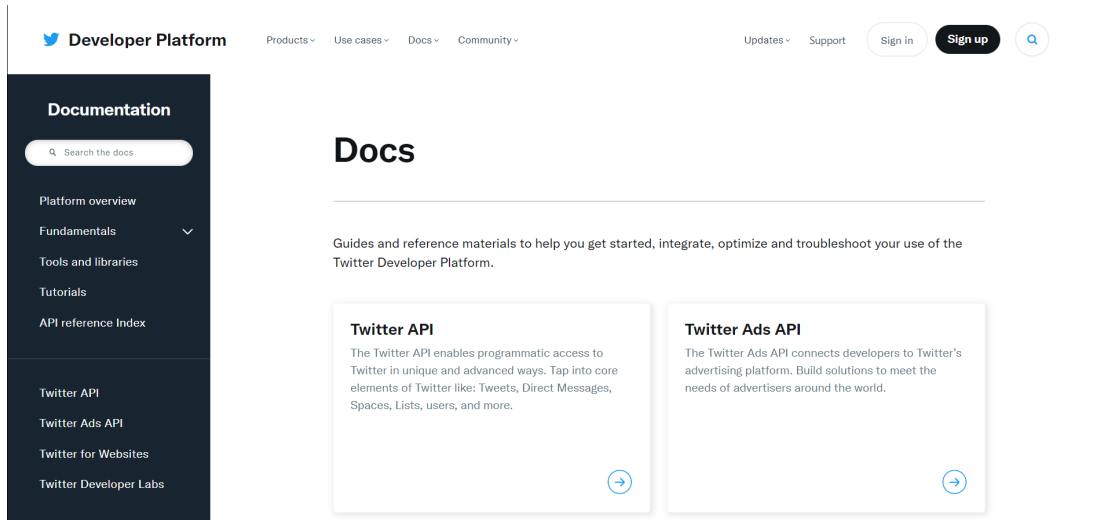 Developer Platform
Products
Use cases
Docs
Community
Updates
Support
Sign in
Sign up
Documentation
Search the docs
Platform overview
Fundamentals
Tools and libraries
Tutorials
API reference Index
Twitter API
Twitter Ads API
Twitter for Websites
Twitter Developer Labs
Docs
Guides and reference materials to help you get started, integrate, optimize and troubleshoot your use of the
Twitter Developer Platform.
Twitter API
The Twitter API enables programmatic access to
Twitter in unique and advanced ways. Tap into core
elements of Twitter like: Tweets, Direct Messages,
Spaces, Lists, users, and more.
Twitter Ads API
The Twitter Ads API connects developers to Twitter's
advertising platform. Build solutions to meet the
needs of advertisers around the world.